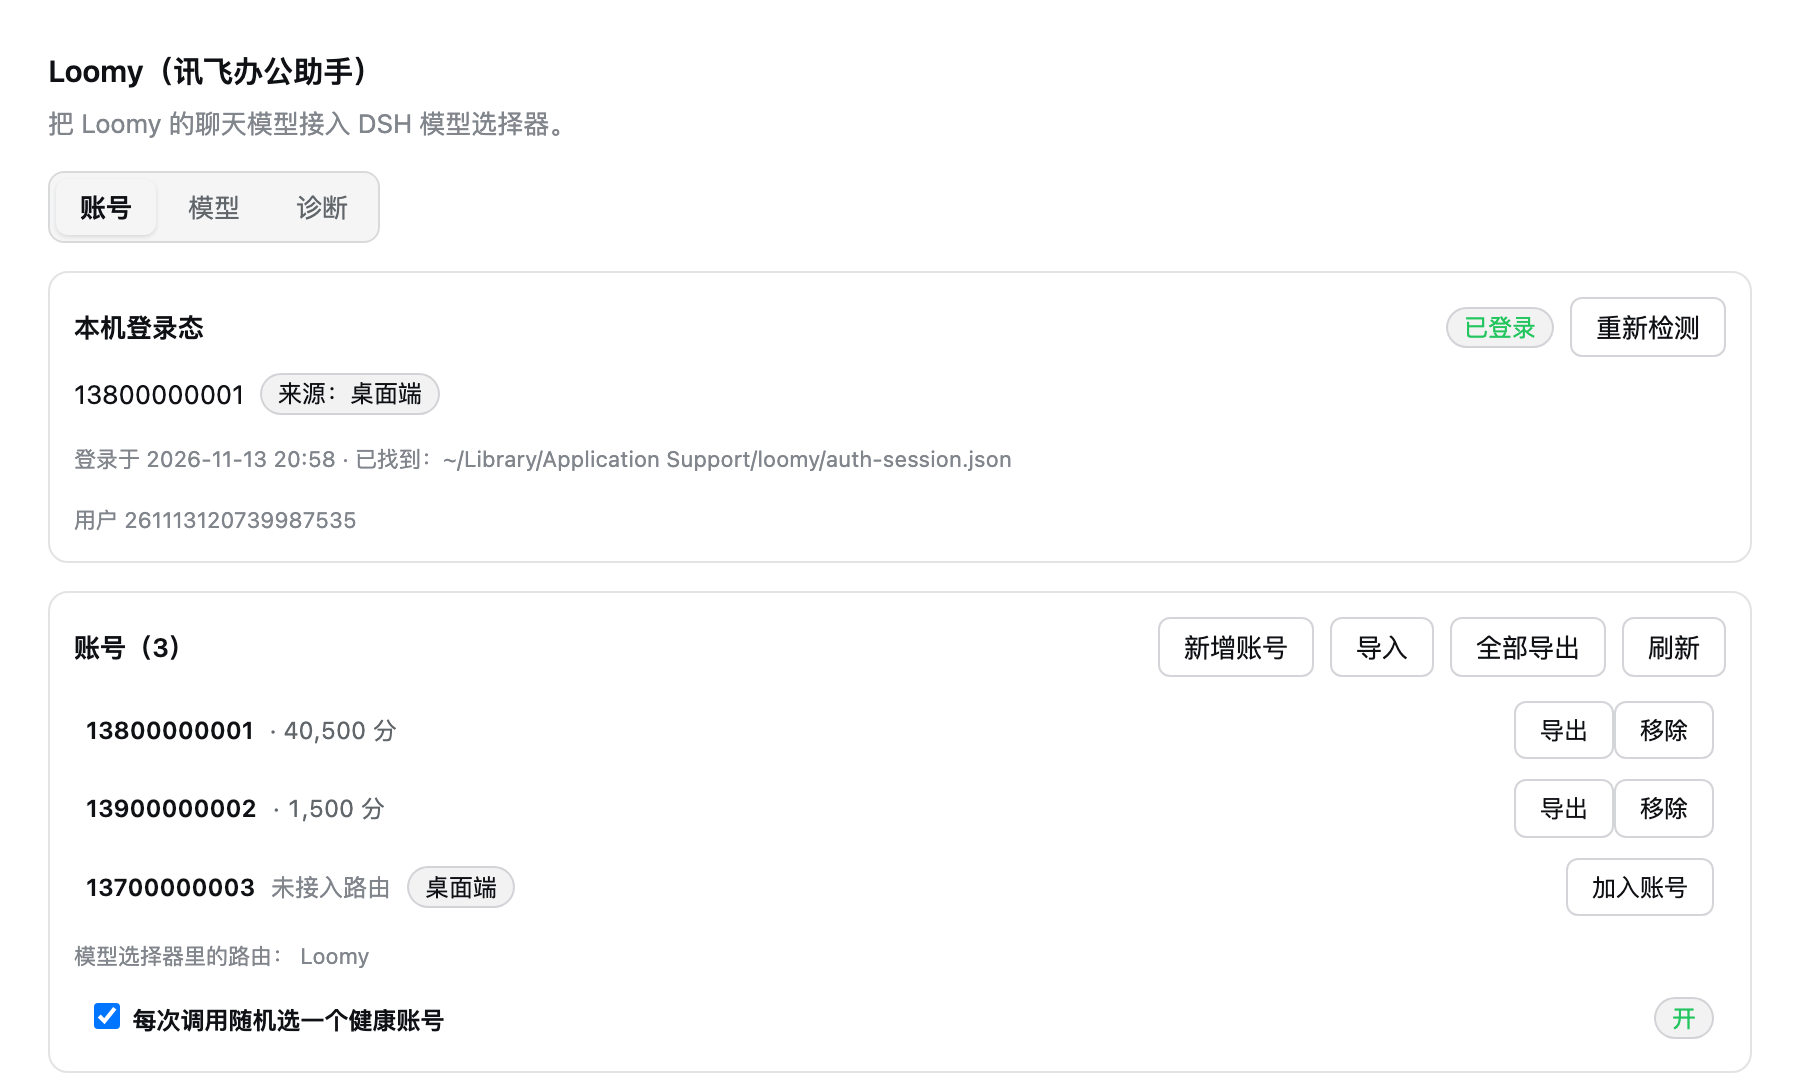 Loomy（讯飞办公助手）
把 Loomy 的聊天模型接入 DSH 模型选择器。
账号 模型 诊断
本机登录态 已登录 重新检测
13800000001 来源：桌面端
登录于 2026-11-13 20:58 · 已找到：~/Library/Application Support/loomy/auth-session.json
用户 261113120739987535
账号（3） 新增账号 导入 全部导出 刷新
13800000001 · 40,500 分 导出 移除
13900000002 · 1,500 分 导出 移除
13700000003 未接入路由 桌面端 加入账号
模型选择器里的路由： Loomy
每次调用随机选一个健康账号 开